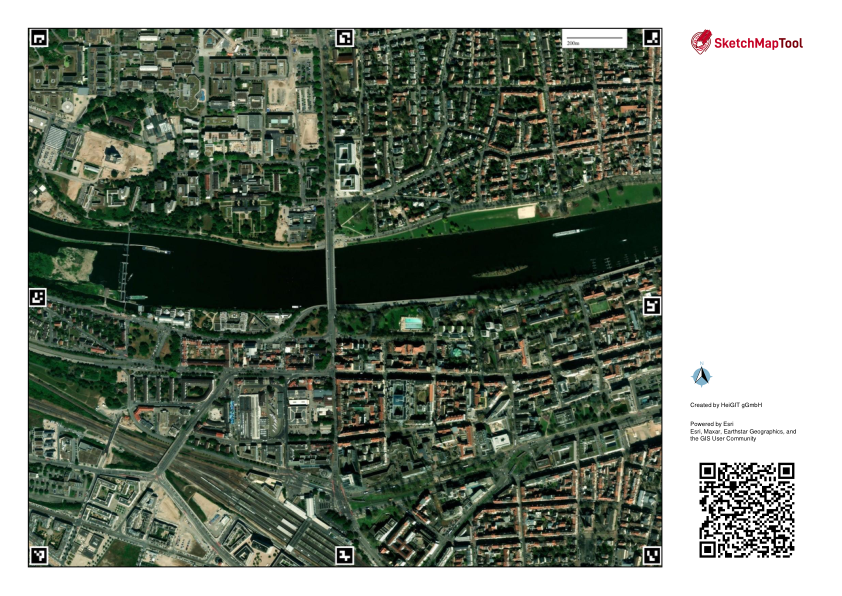 200m
SketchMapTool
N
Created by HeiGIT gGmbH
Powered by Esri
Esri, Maxar, Earthstar Geographics, and
the GIS User Community